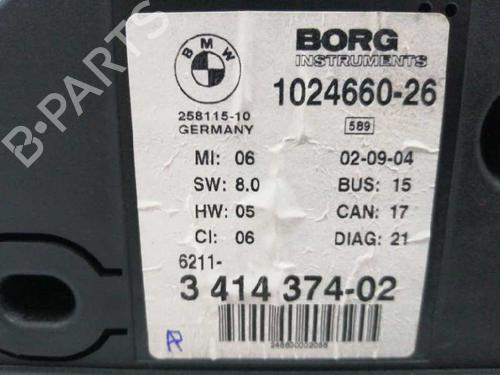 BMW
BORG
INSTRUMENTS
1024660-26
258115-10
GERMANY
589
MI: 06
02-09-04
SW: 8.0
BUS: 15
HW: 05
CAN: 17
CI: 06
DIAG: 21
6211-
3 414 374-02
R
B-Parts